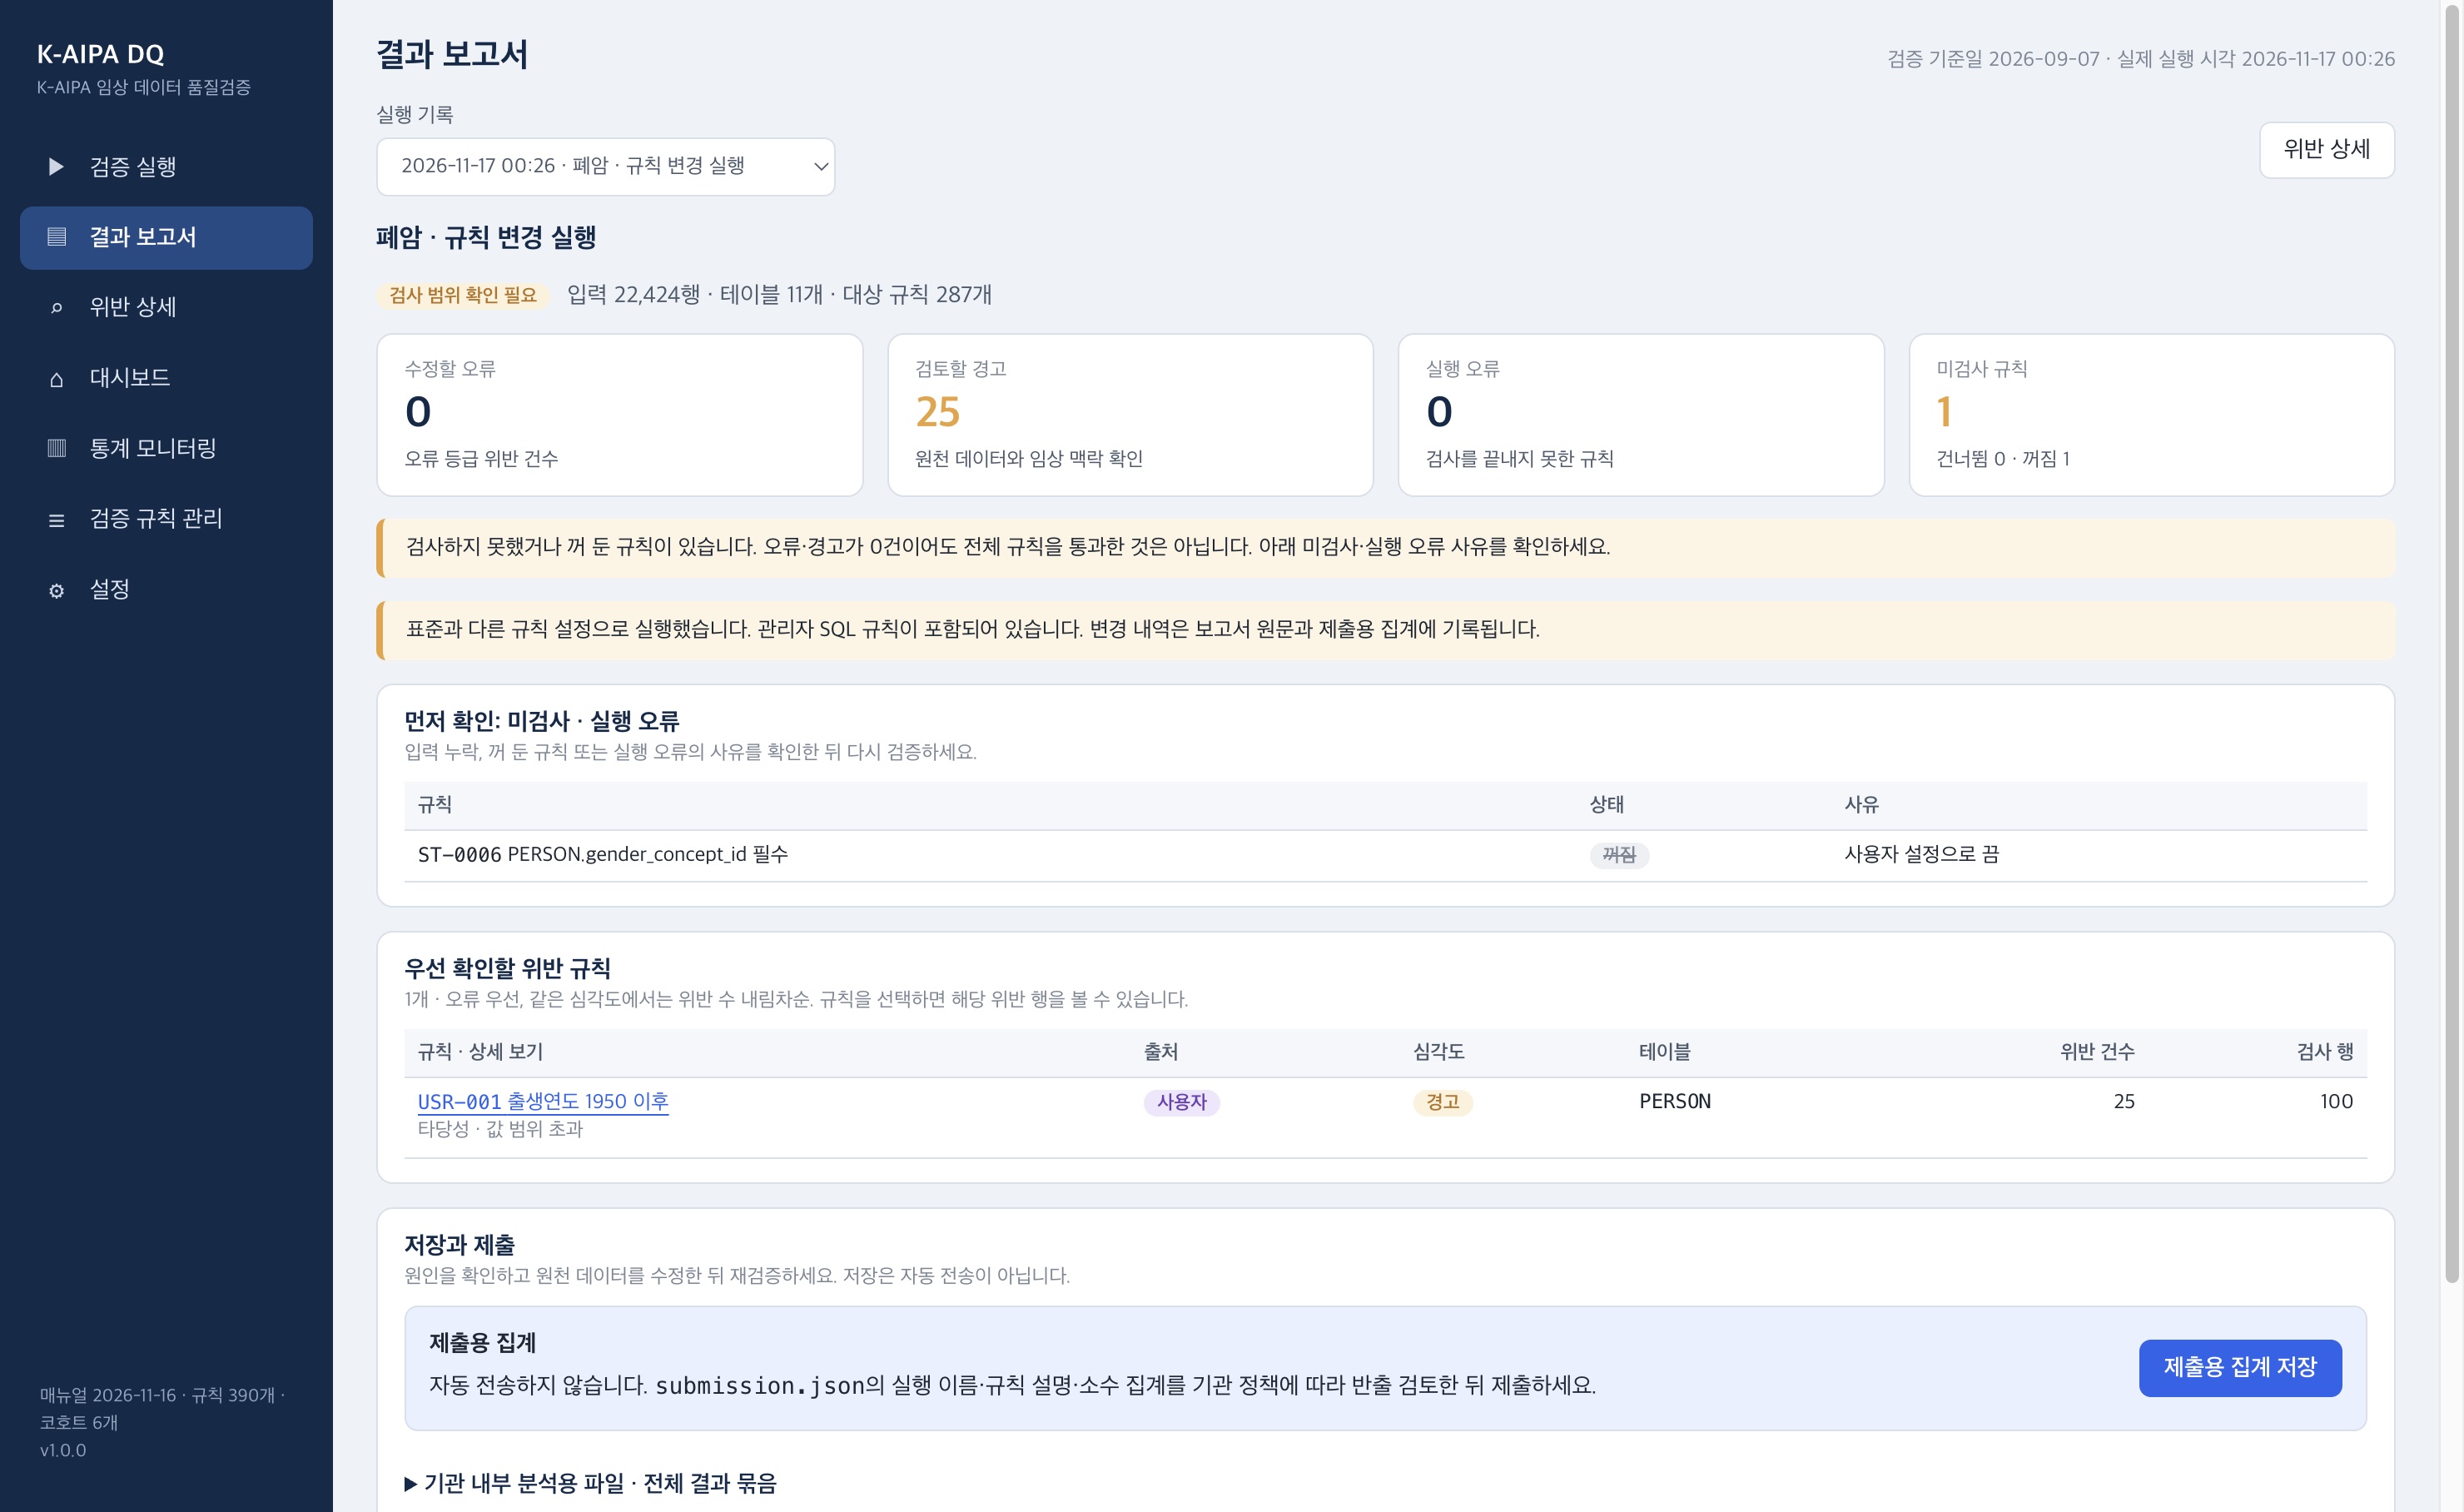 K-AIPA DQ
K-AIPA 임상 데이터 품질검증
검증 실행
결과 보고서
위반 상세
대시보드
통계 모니터링
검증 규칙 관리
설정
매뉴얼 2026-11-16 · 규칙 390개 ·
코호트 6개
v1.0.0
결과 보고서
검증 기준일 2026-09-07 · 실제 실행 시각 2026-11-17 00:26
실행 기록
2026-11-17 00:26 · 폐암 · 규칙 변경 실행
위반 상세
폐암 · 규칙 변경 실행
검사 범위 확인 필요 입력 22,424행 · 테이블 11개 · 대상 규칙 287개
수정할 오류
0
오류 등급 위반 건수
검토할 경고
25
원천 데이터와 임상 맥락 확인
실행 오류
0
검사를 끝내지 못한 규칙
미검사 규칙
1
건너뜀 0 · 꺼짐 1
검사하지 못했거나 꺼 둔 규칙이 있습니다. 오류·경고가 0건이어도 전체 규칙을 통과한 것은 아닙니다. 아래 미검사·실행 오류 사유를 확인하세요.
표준과 다른 규칙 설정으로 실행했습니다. 관리자 SQL 규칙이 포함되어 있습니다. 변경 내역은 보고서 원문과 제출용 집계에 기록됩니다.
먼저 확인: 미검사 · 실행 오류
입력 누락, 꺼 둔 규칙 또는 실행 오류의 사유를 확인한 뒤 다시 검증하세요.
규칙 상태 사유
ST-0006 PERSON.gender_concept_id 필수 꺼짐 사용자 설정으로 끔
우선 확인할 위반 규칙
1개 · 오류 우선, 같은 심각도에서는 위반 수 내림차순. 규칙을 선택하면 해당 위반 행을 볼 수 있습니다.
규칙 · 상세 보기 출처 심각도 테이블 위반 건수 검사 행
USR-001 출생연도 1950 이후 사용자 경고 PERSON 25 100
타당성 · 값 범위 초과
저장과 제출
원인을 확인하고 원천 데이터를 수정한 뒤 재검증하세요. 저장은 자동 전송이 아닙니다.
제출용 집계
자동 전송하지 않습니다. submission.json의 실행 이름·규칙 설명·소수 집계를 기관 정책에 따라 반출 검토한 뒤 제출하세요.
제출용 집계 저장
▶ 기관 내부 분석용 파일 · 전체 결과 묶음